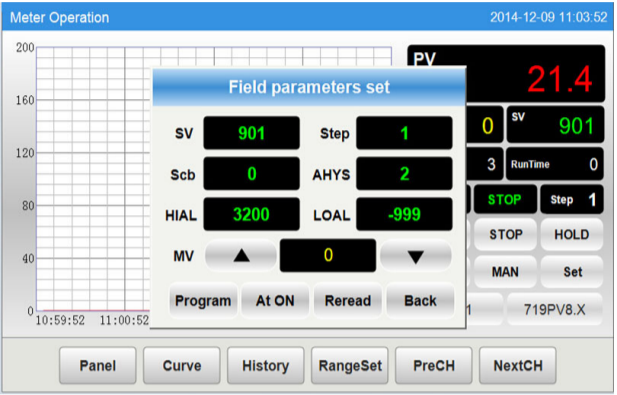 Meter Operation 2014-12-09 11:03:52
200
160
120
80
40
0
10:59:52 11:00:52
PV
21.4
0 SV 901
3 RunTime 0
STOP Step 1
STOP HOLD
MAN Set
1 719PV8.X
Field parameters set
SV 901 Step 1
Scb 0 AHYS 2
HIAL 3200 LOAL -999
MV ▲ 0 ▼
Program At ON Reread Back
Panel Curve History RangeSet PreCH NextCH